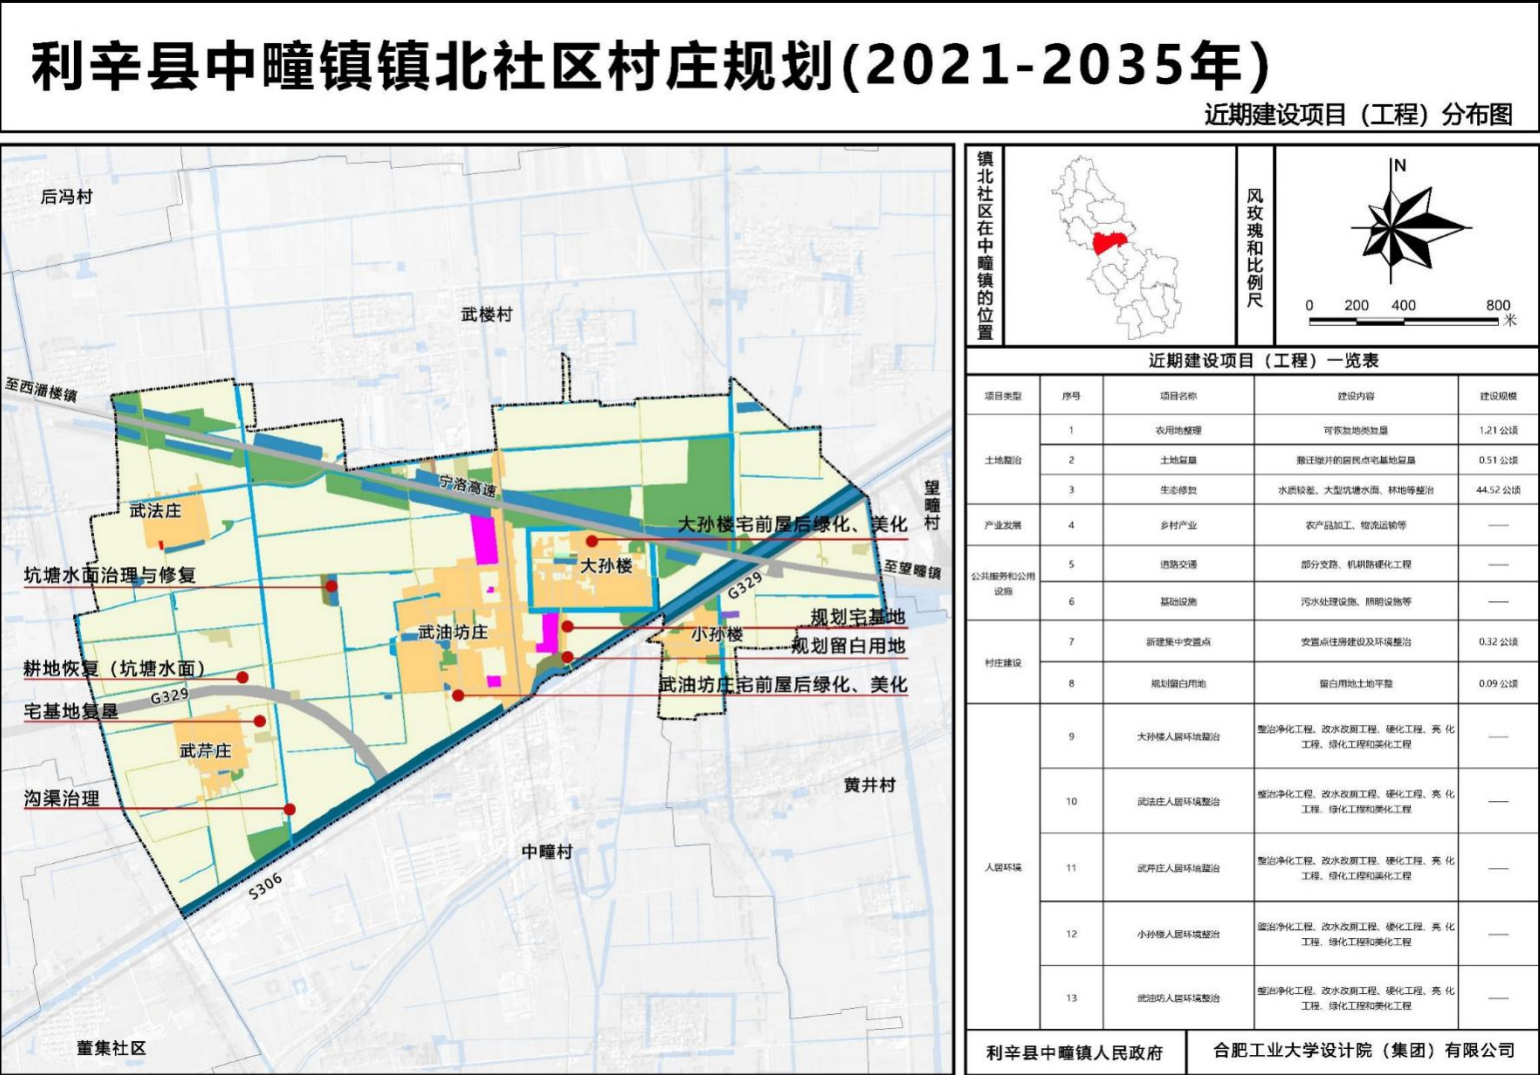 利辛县中疃镇镇北社区村庄规划(2021-2035年)
近期建设项目（工程）分布图
后冯村
武楼村
至西潘楼镇
宁洛高速
望疃村
武法庄
大孙楼宅前屋后绿化、美化
大孙楼
至望疃镇
坑塘水面治理与修复
G329
规划宅基地
武油坊庄
小孙楼
规划留白用地
耕地恢复（坑塘水面）
武油坊庄宅前屋后绿化、美化
G329
宅基地复垦
武芹庄
沟渠治理
黄井村
中疃村
S306
董集社区
镇北社区在中疃镇的位置
风玫瑰和比例尺
N
0 200 400 800
米
近期建设项目（工程）一览表
项目类型 序号 项目名称 建设内容 建设规模
土地整治
1 农用地整理 可恢复地类复垦 1.21 公顷
2 土地复垦 搬迁撤并的居民点宅基地复垦 0.51 公顷
3 生态修复 水质较差、大型坑塘水面、林地等整治 44.52 公顷
产业发展 4 乡村产业 农产品加工、物流运输等 ——
公共服务和公用
设施
5 道路交通 部分支路、机耕路硬化工程 ——
6 基础设施 污水处理设施、照明设施等 ——
村庄建设
7 新建集中安置点 安置点住房建设及环境整治 0.32 公顷
8 规划留白用地 留白用地土地平整 0.09 公顷
人居环境
9 大孙楼人居环境整治 整治净化工程、改水改厕工程、硬化工程、亮 化
工程、绿化工程和美化工程 ——
10 武法庄人居环境整治 整治净化工程、改水改厕工程、硬化工程、亮 化
工程、绿化工程和美化工程 ——
11 武芹庄人居环境整治 整治净化工程、改水改厕工程、硬化工程、亮 化
工程、绿化工程和美化工程 ——
12 小孙楼人居环境整治 整治净化工程、改水改厕工程、硬化工程、亮 化
工程、绿化工程和美化工程 ——
13 武油坊人居环境整治 整治净化工程、改水改厕工程、硬化工程、亮 化
工程、绿化工程和美化工程 ——
利辛县中疃镇人民政府
合肥工业大学设计院（集团）有限公司